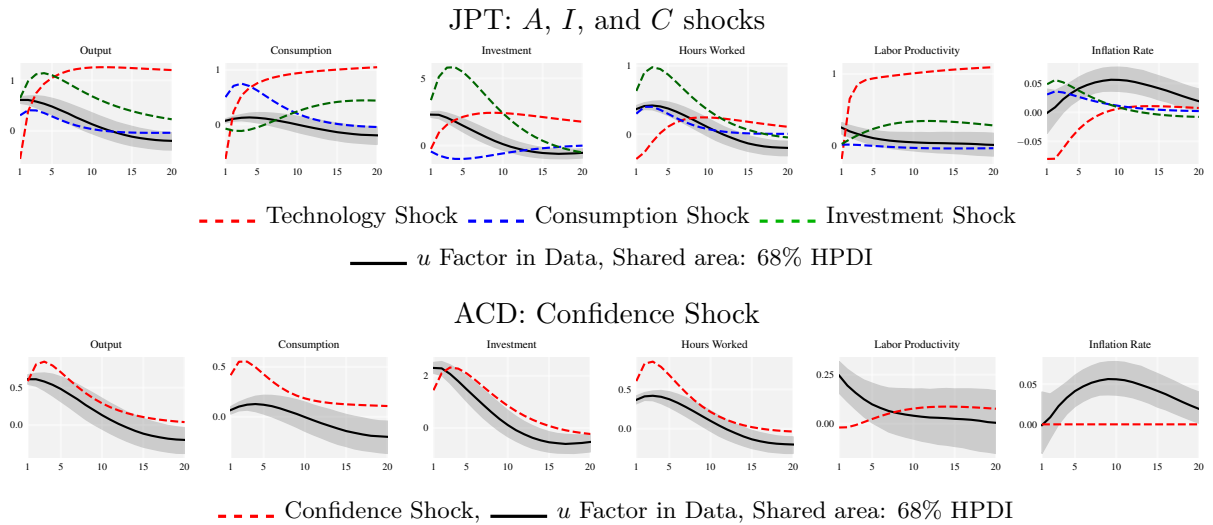 JPT: A, I, and C shocks
Output Consumption Investment Hours Worked Labor Productivity Inflation Rate
1 0
1 0
5 0
1 0
1 0
0.05 0.00 −0.05
1 5 10 15 20
1 5 10 15 20
1 5 10 15 20
1 5 10 15 20
1 5 10 15 20
1 5 10 15 20
Technology Shock Consumption Shock Investment Shock
u Factor in Data, Shared area: 68% HPDI
ACD: Confidence Shock
Output Consumption Investment Hours Worked Labor Productivity Inflation Rate
0.5 0.0
0.5 0.0
2 0
0.5 0.0
0.25 0.00
0.05 0.00
1 5 10 15 20
1 5 10 15 20
1 5 10 15 20
1 5 10 15 20
1 5 10 15 20
1 5 10 15 20
Confidence Shock, u Factor in Data, Shared area: 68% HPDI